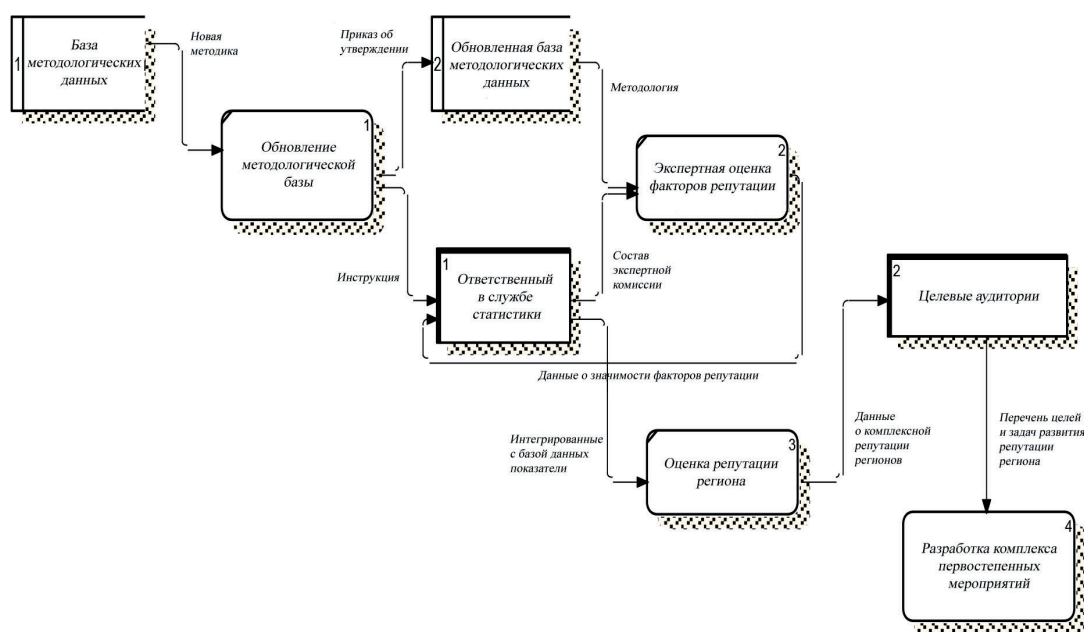 1
База
методологических
данных
Новая
методика
1
Обновление
методологической
базы
Приказ об
утверждении
2
Обновленная база
методологических
данных
Методология
2
Экспертная оценка
факторов репутации
Инструкция
1
Ответственный
в службе
статистики
Состав
экспертной
комиссии
Данные о значимости факторов репутации
Интегрированные
с базой данных
показатели
3
Оценка репутации
региона
Данные
о комплексной
репутации
регионов
2
Целевые аудитории
Перечень целей
и задач развития
репутации
региона
4
Разработка комплекса
первостепенных
мероприятий